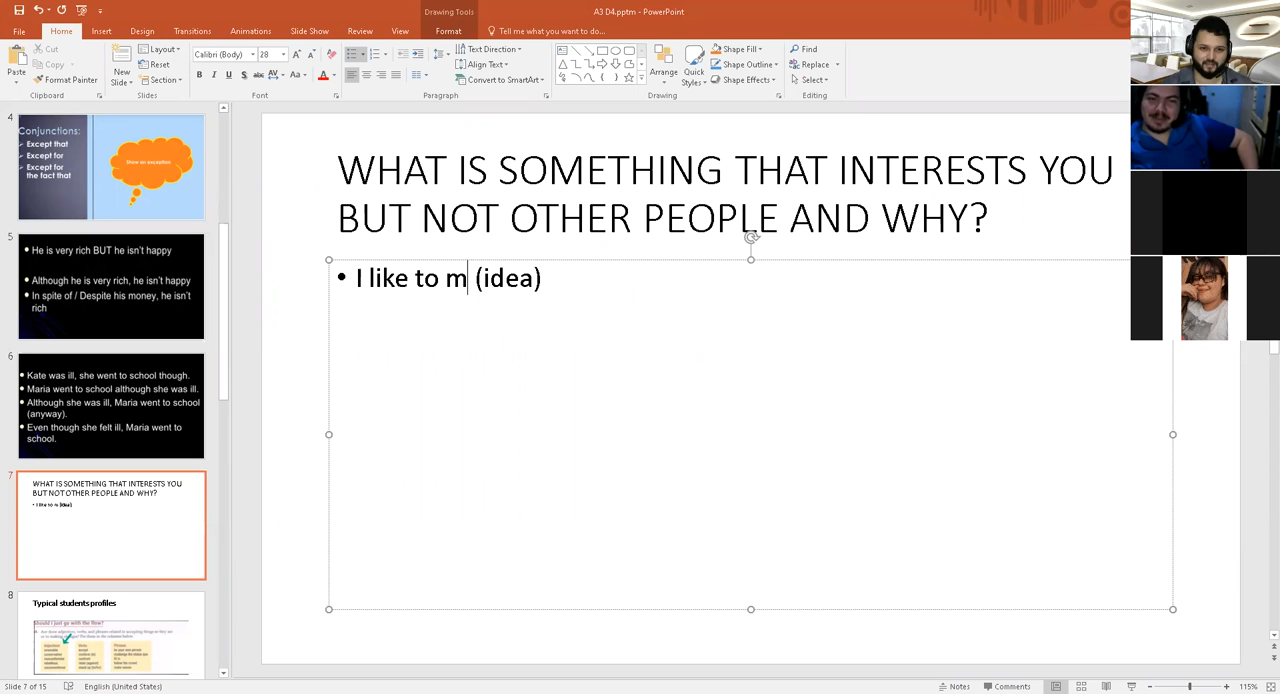 A3 D4.pptm - PowerPoint
Drawing Tools
File Home Insert Design Transitions Animations Slide Show Review View Format Tell me what you want to do...
Paste
Cut
Copy
Format Painter
Clipboard
New
Slide
Layout
Reset
Section
Slides
Calibri (Body) 28
B I U S abc AV Aa A
Font
Text Direction
Align Text
Convert to SmartArt
Paragraph
Arrange
Quick
Styles
Shape Fill
Shape Outline
Shape Effects
Drawing
Find
Replace
Select
Editing
4
Conjunctions:
Except that
Except for
Except for
the fact that
Show an exception
5
He is very rich BUT he isn't happy
Although he is very rich, he isn't happy
In spite of / Despite his money, he isn't
rich
6
Kate was ill, she went to school though.
Maria went to school although she was ill.
Although she was ill, Maria went to school
(anyway).
Even though she felt ill, Maria went to
school.
7
WHAT IS SOMETHING THAT INTERESTS YOU
BUT NOT OTHER PEOPLE AND WHY?
• I like to m (idea)
8
Typical students profiles
Should I just go with the flow?
WHAT IS SOMETHING THAT INTERESTS YOU
BUT NOT OTHER PEOPLE AND WHY?
• I like to m (idea)
Slide 7 of 15 English (United States) Notes Comments 115%